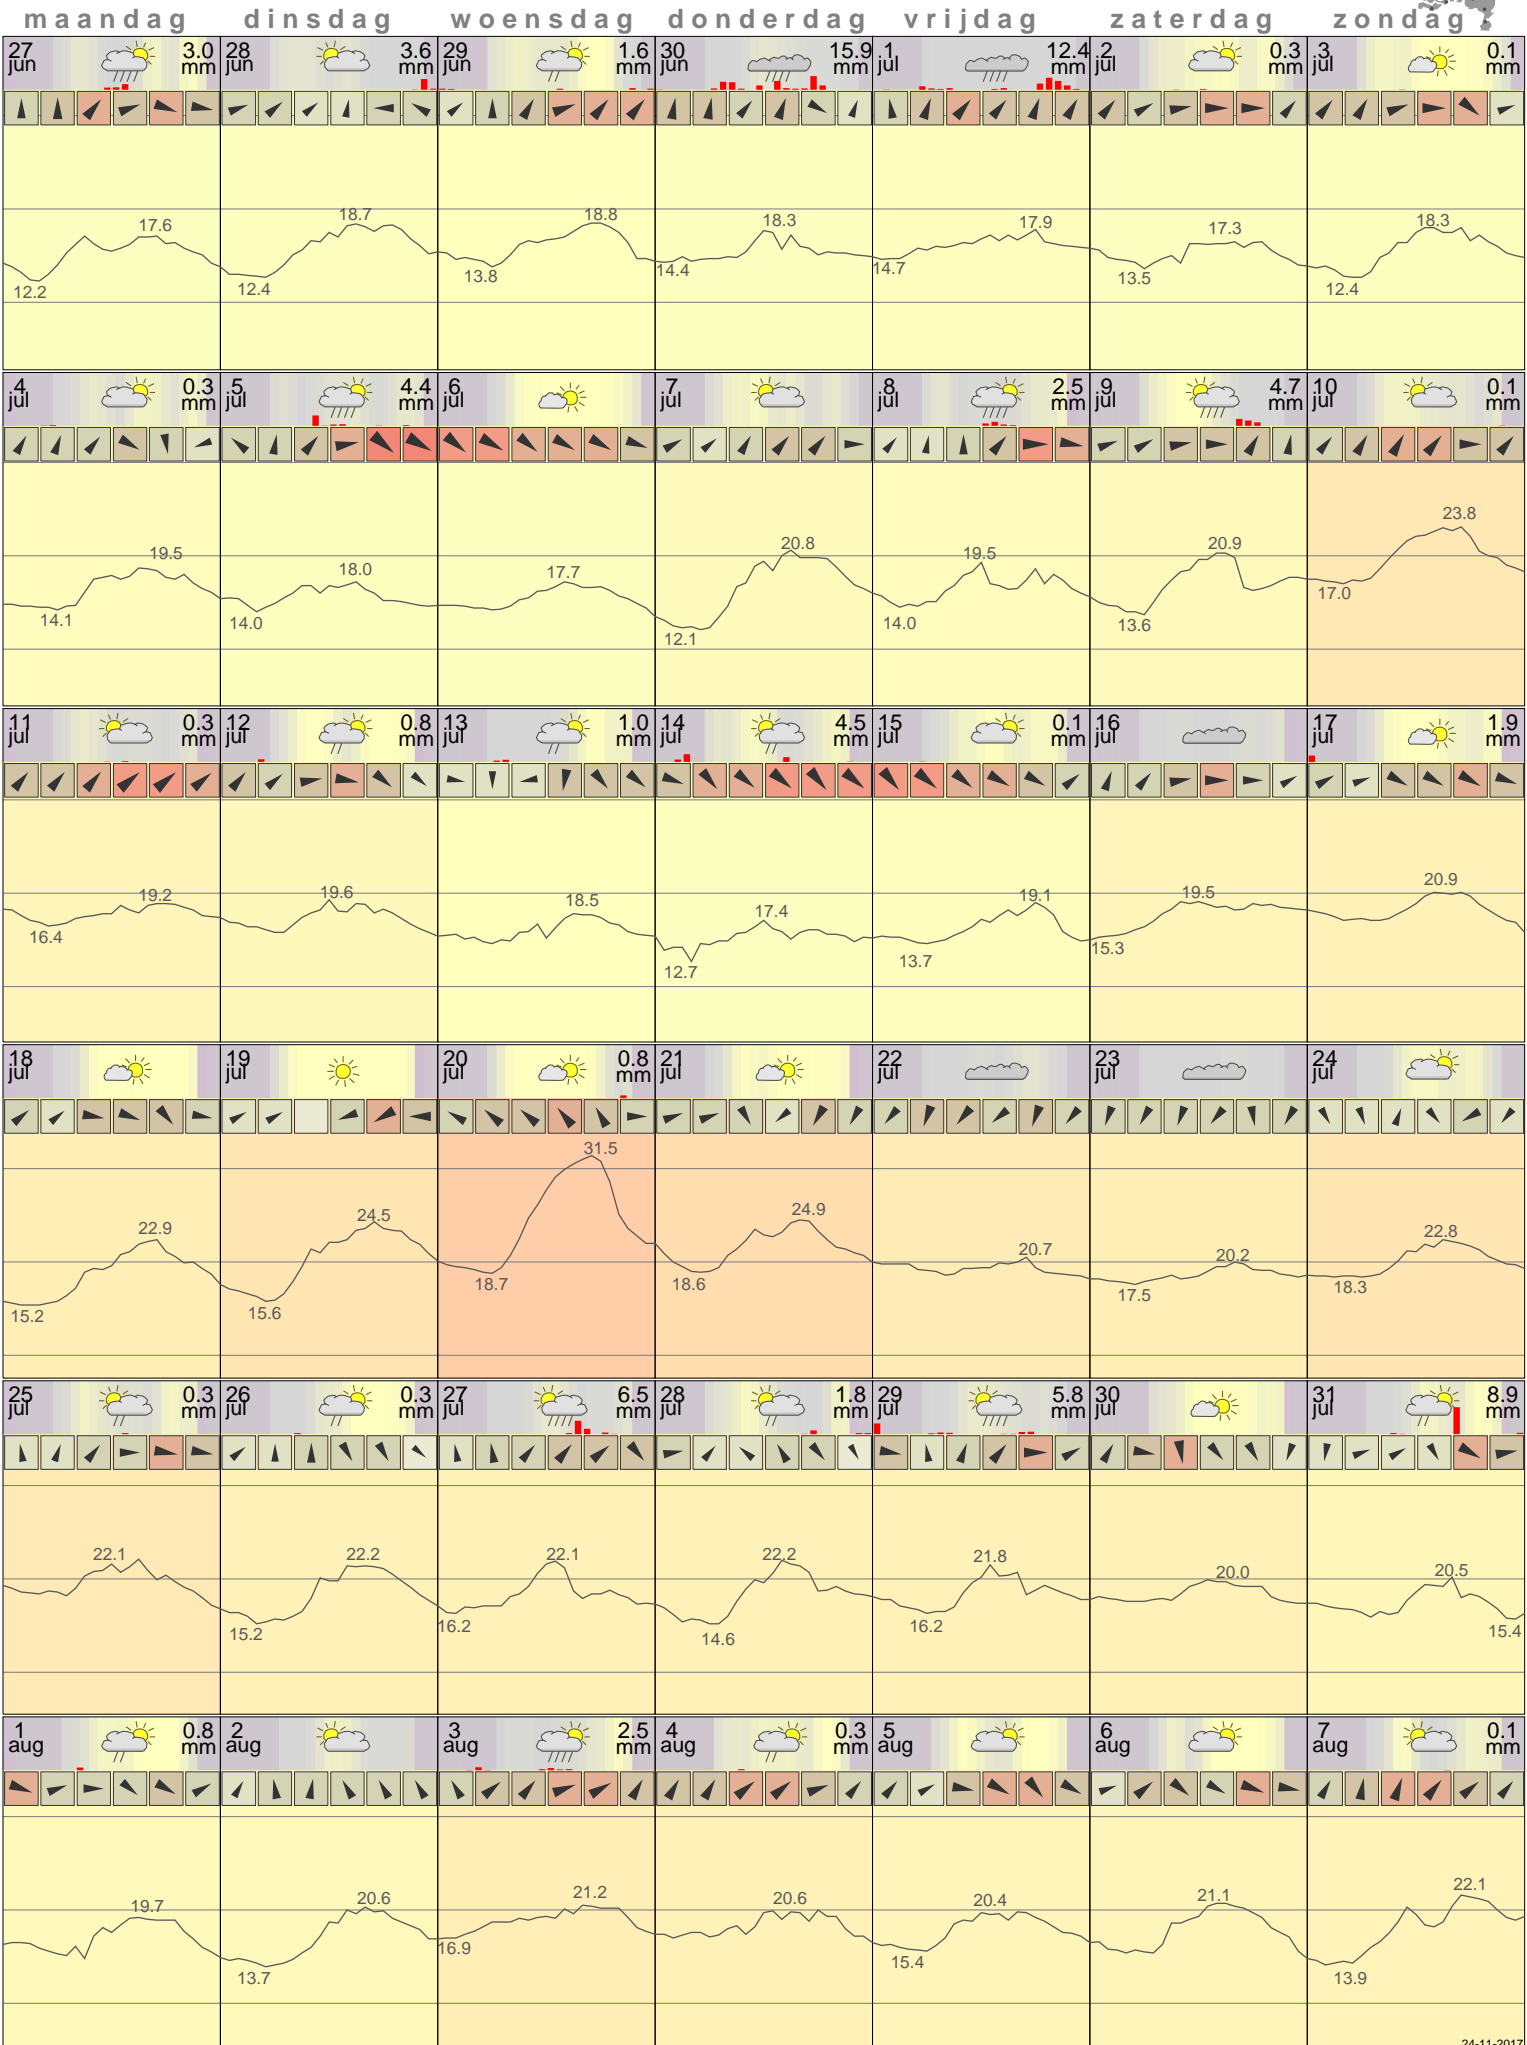 maandag dinsdag woensdag donderdag vrijdag zaterdag zondag
27 jun 3.0 mm 28 jun 3.6 mm 29 jun 1.6 mm 30 jun 15.9 mm 1 jul 12.4 mm 2 jul 0.3 mm 3 jul 0.1 mm
17.6 18.7 18.8 18.3 17.9 17.3 18.3
12.2 12.4 13.8 14.4 14.7 13.5 12.4
4 jul 0.3 mm 5 jul 4.4 mm 6 jul 7 jul 8 jul 2.5 mm 9 jul 4.7 mm 10 jul 0.1 mm
19.5 18.0 17.7 20.8 19.5 20.9 23.8
14.1 14.0 12.1 14.0 13.6 17.0
11 jul 0.3 mm 12 jul 0.8 mm 13 jul 1.0 mm 14 jul 4.5 mm 15 jul 0.1 mm 16 jul 17 jul 1.9 mm
19.2 19.6 18.5 17.4 19.1 19.5 20.9
16.4 12.7 13.7 15.3
18 jul 19 jul 20 jul 0.8 mm 21 jul 22 jul 23 jul 24 jul
22.9 24.5 31.5 24.9 20.7 20.2 22.8
15.2 15.6 18.7 18.6 17.5 18.3
25 jul 0.3 mm 26 jul 0.3 mm 27 jul 6.5 mm 28 jul 1.8 mm 29 jul 5.8 mm 30 jul 31 jul 8.9 mm
22.1 22.2 22.1 22.2 21.8 20.0 20.5
15.2 16.2 14.6 16.2 15.4
1 aug 0.8 mm 2 aug 3 aug 2.5 mm 4 aug 0.3 mm 5 aug 6 aug 7 aug 0.1 mm
19.7 20.6 21.2 20.6 20.4 21.1 22.1
13.7 16.9 15.4 13.9
24-11-2017